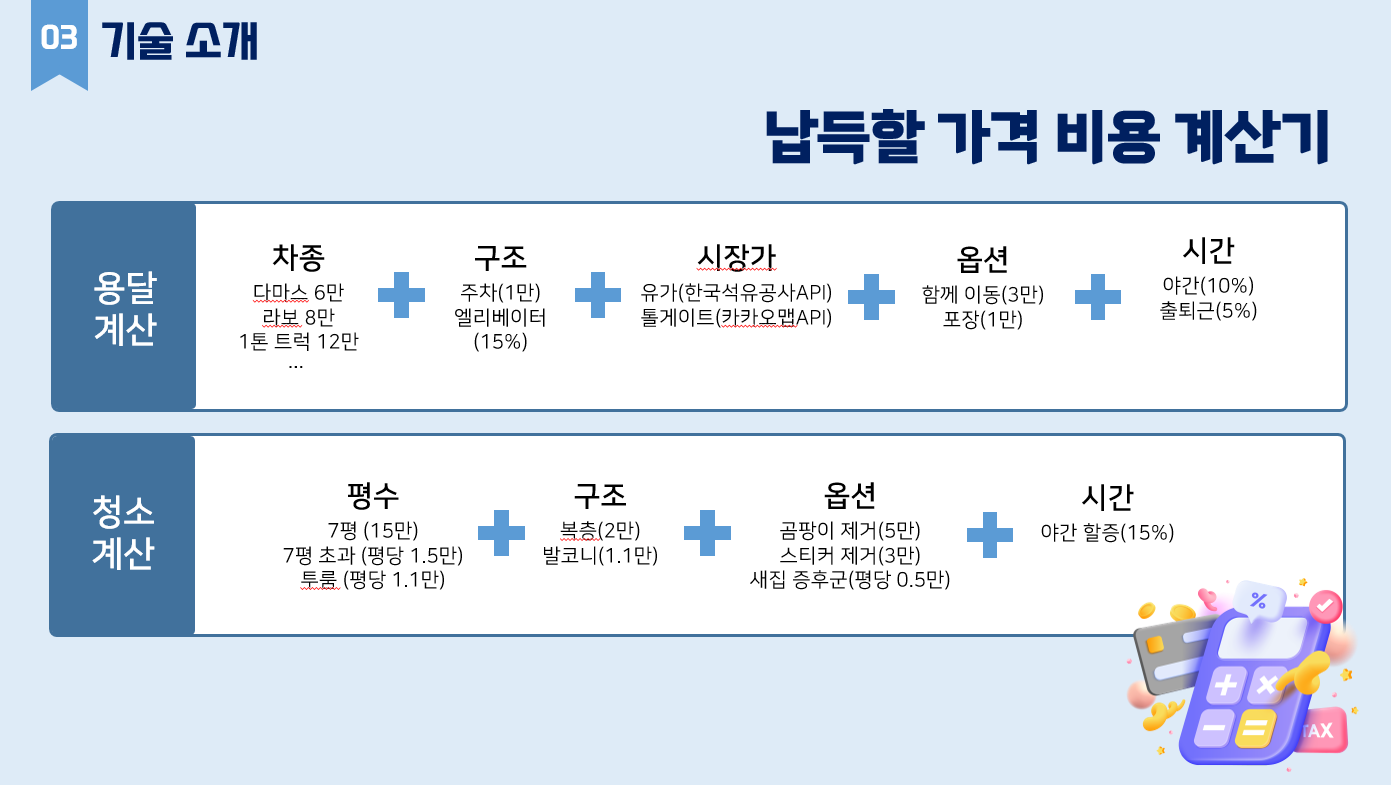 03 기술 소개
납득할 가격 비용 계산기
용달
계산
차종
다마스 6만
라보 8만
1톤 트럭 12만
...
구조
주차(1만)
엘리베이터
(15%)
시장가
유가(한국석유공사API)
톨게이트(카카오맵API)
옵션
함께 이동(3만)
포장(1만)
시간
야간(10%)
출퇴근(5%)
청소
계산
평수
7평 (15만)
7평 초과 (평당 1.5만)
투룸 (평당 1.1만)
구조
복층(2만)
발코니(1.1만)
옵션
곰팡이 제거(5만)
스티커 제거(3만)
새집 증후군(평당 0.5만)
시간
야간 할증(15%)
%
TAX